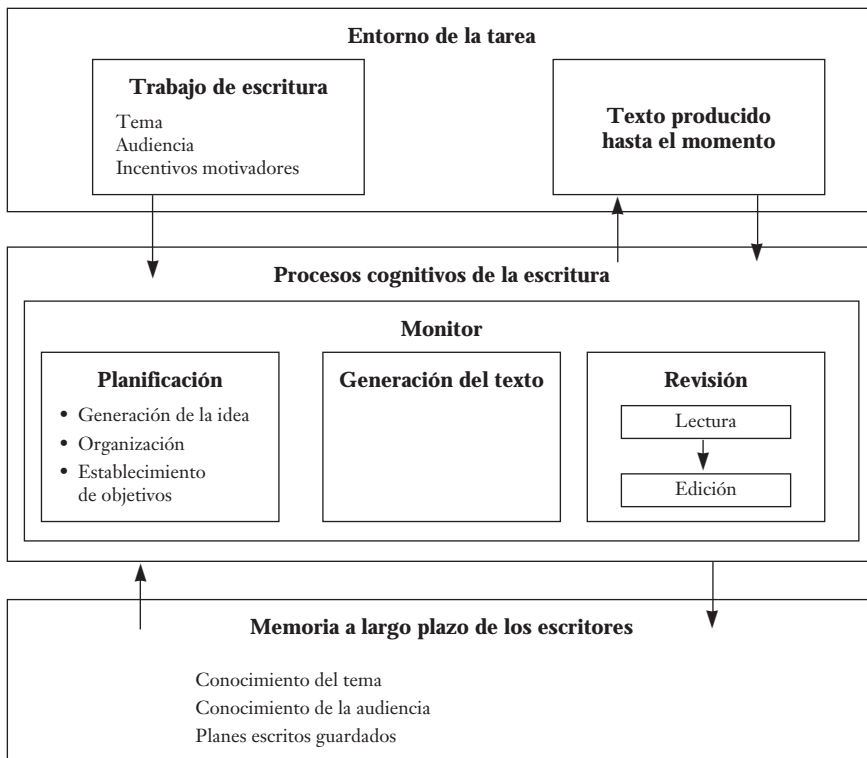 Entorno de la tarea
Trabajo de escritura
Tema
Audiencia
Incentivos motivadores
Texto producido
hasta el momento
Procesos cognitivos de la escritura
Monitor
Planificación
• Generación de la idea
• Organización
• Establecimiento
de objetivos
Generación del texto
Revisión
Lectura
Edición
Memoria a largo plazo de los escritores
Conocimiento del tema
Conocimiento de la audiencia
Planes escritos guardados